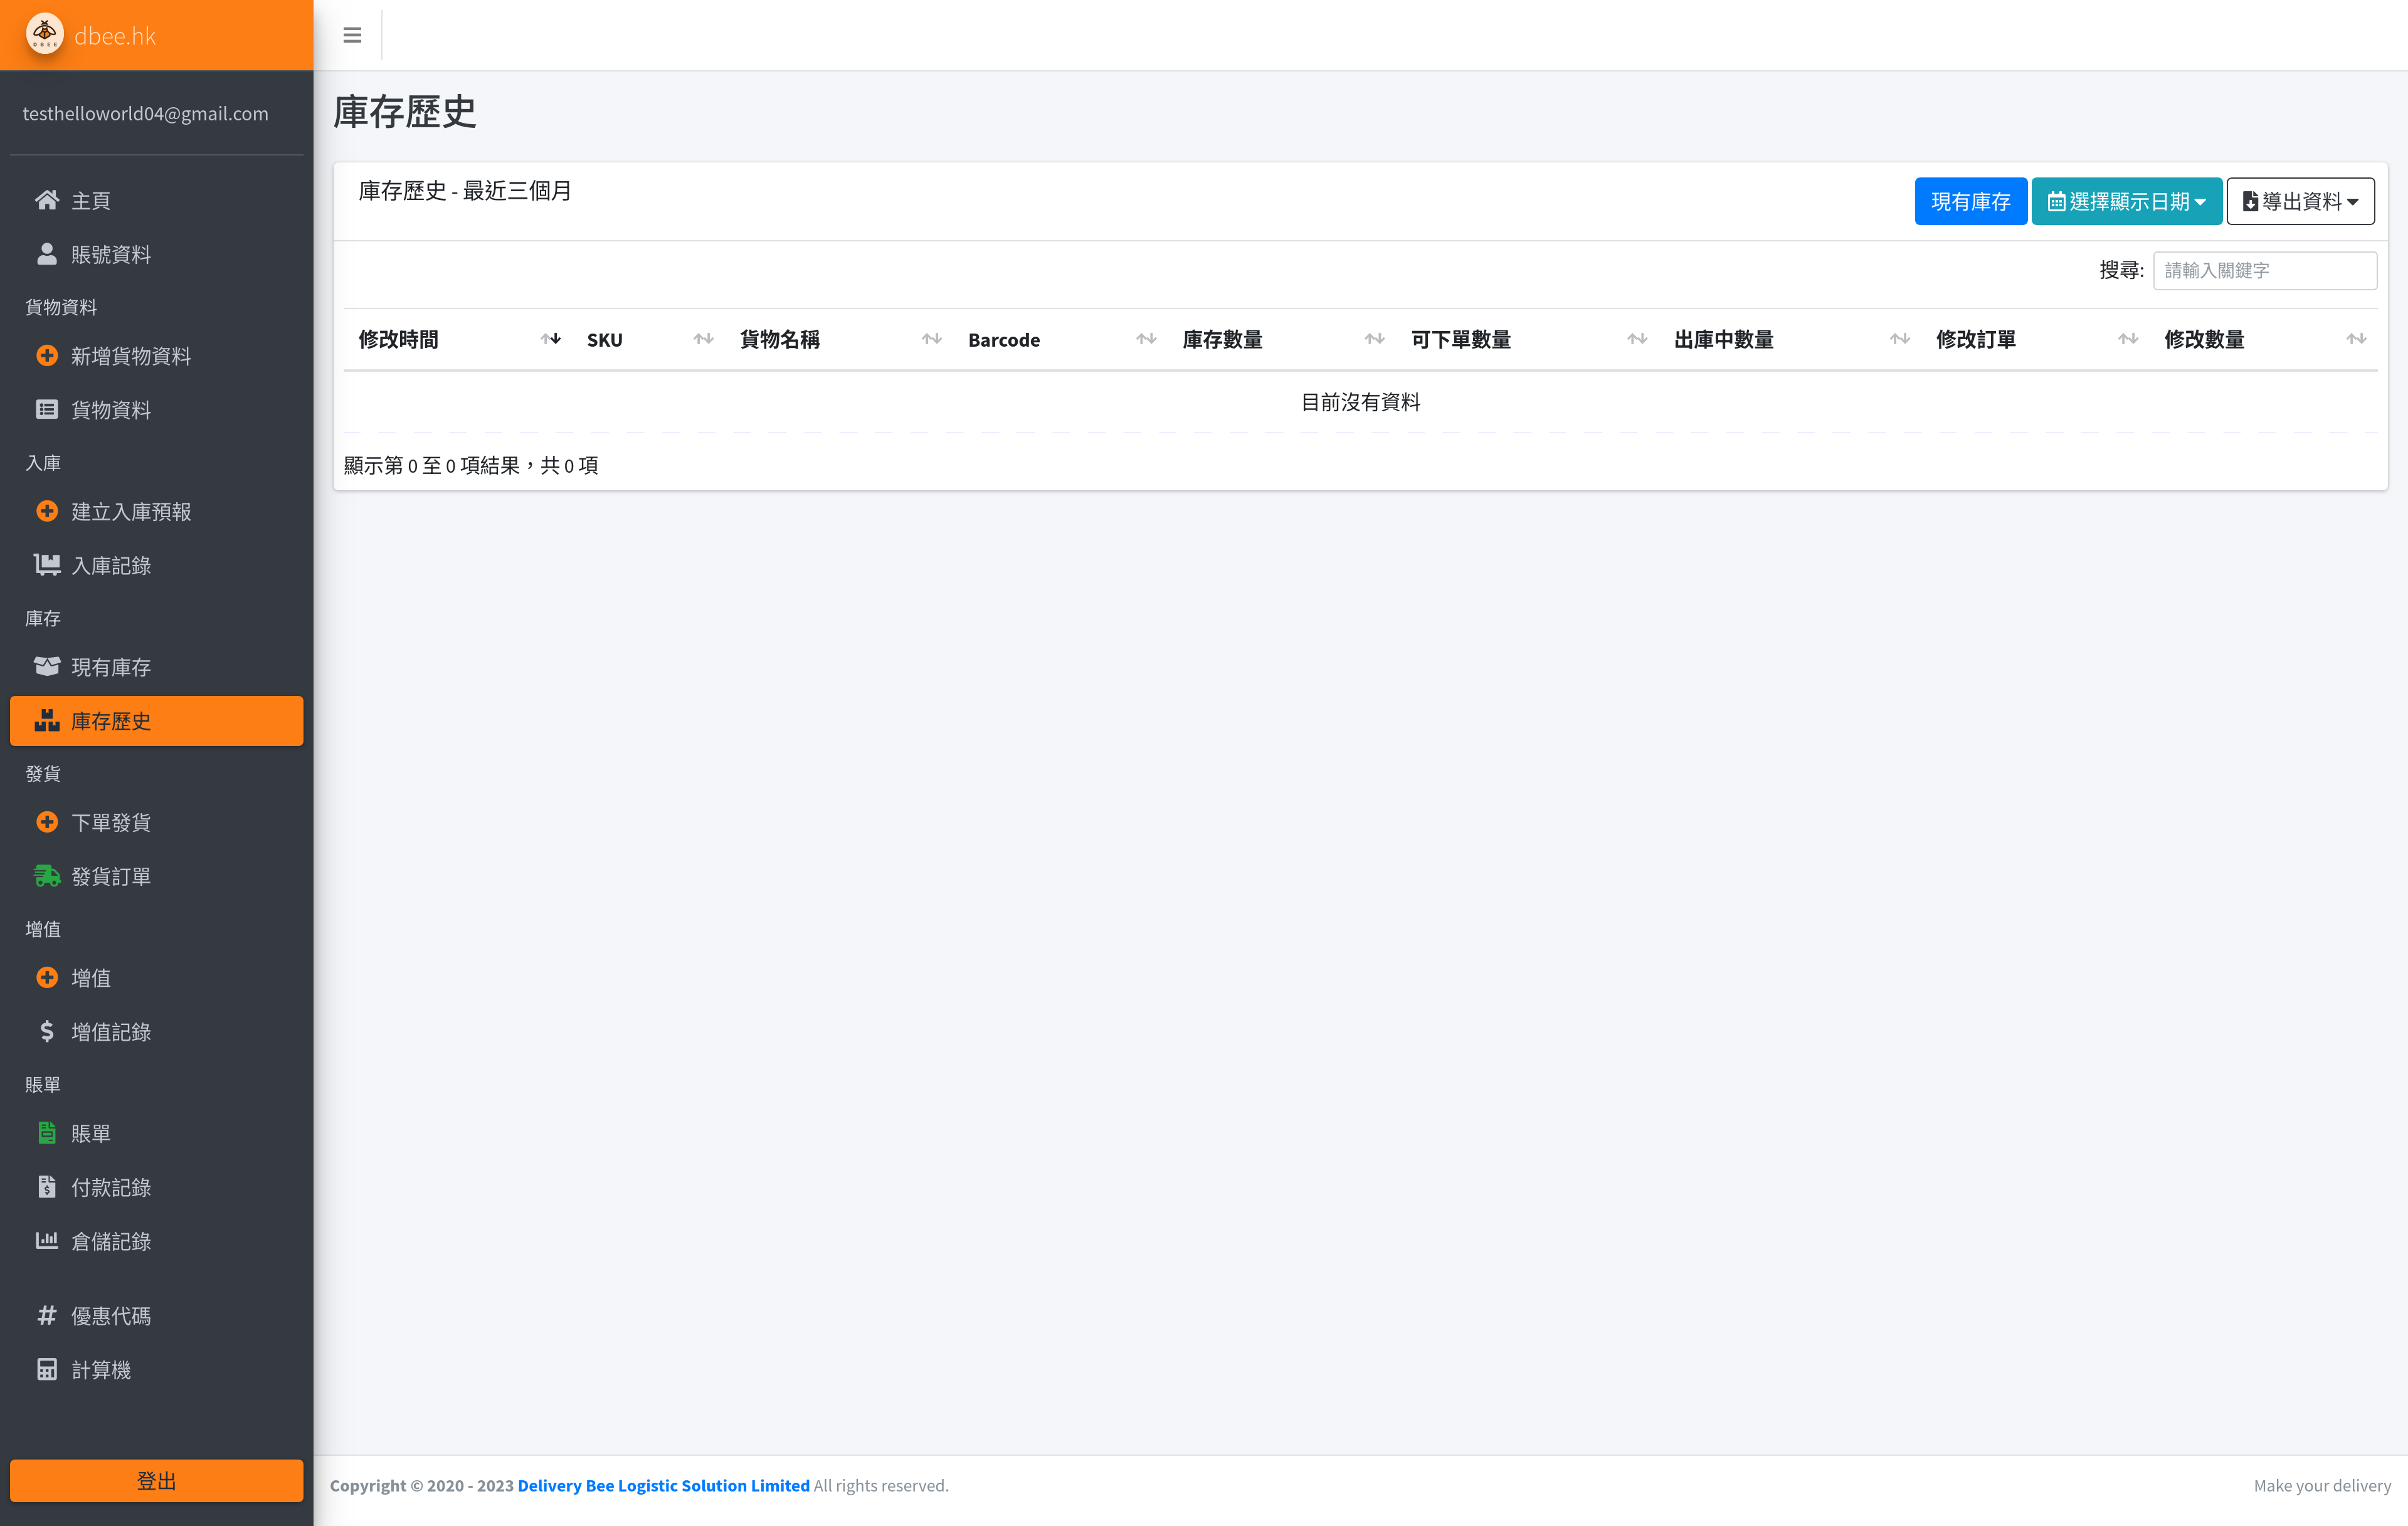 DBEE
dbee.hk
testhelloworld04@gmail.com
主頁
賬號資料
貨物資料
新增貨物資料
貨物資料
入庫
建立入庫預報
入庫記錄
庫存
現有庫存
庫存歷史
發貨
下單發貨
發貨訂單
增值
增值
增值記錄
賬單
賬單
付款記錄
倉儲記錄
優惠代碼
計算機
登出
庫存歷史
庫存歷史 - 最近三個月
現有庫存
選擇顯示日期
導出資料
搜尋: 請輸入關鍵字
修改時間 SKU 貨物名稱 Barcode 庫存數量 可下單數量 出庫中數量 修改訂單 修改數量
目前沒有資料
顯示第 0 至 0 項結果，共 0 項
Copyright © 2020 - 2023 Delivery Bee Logistic Solution Limited All rights reserved.
Make your delivery